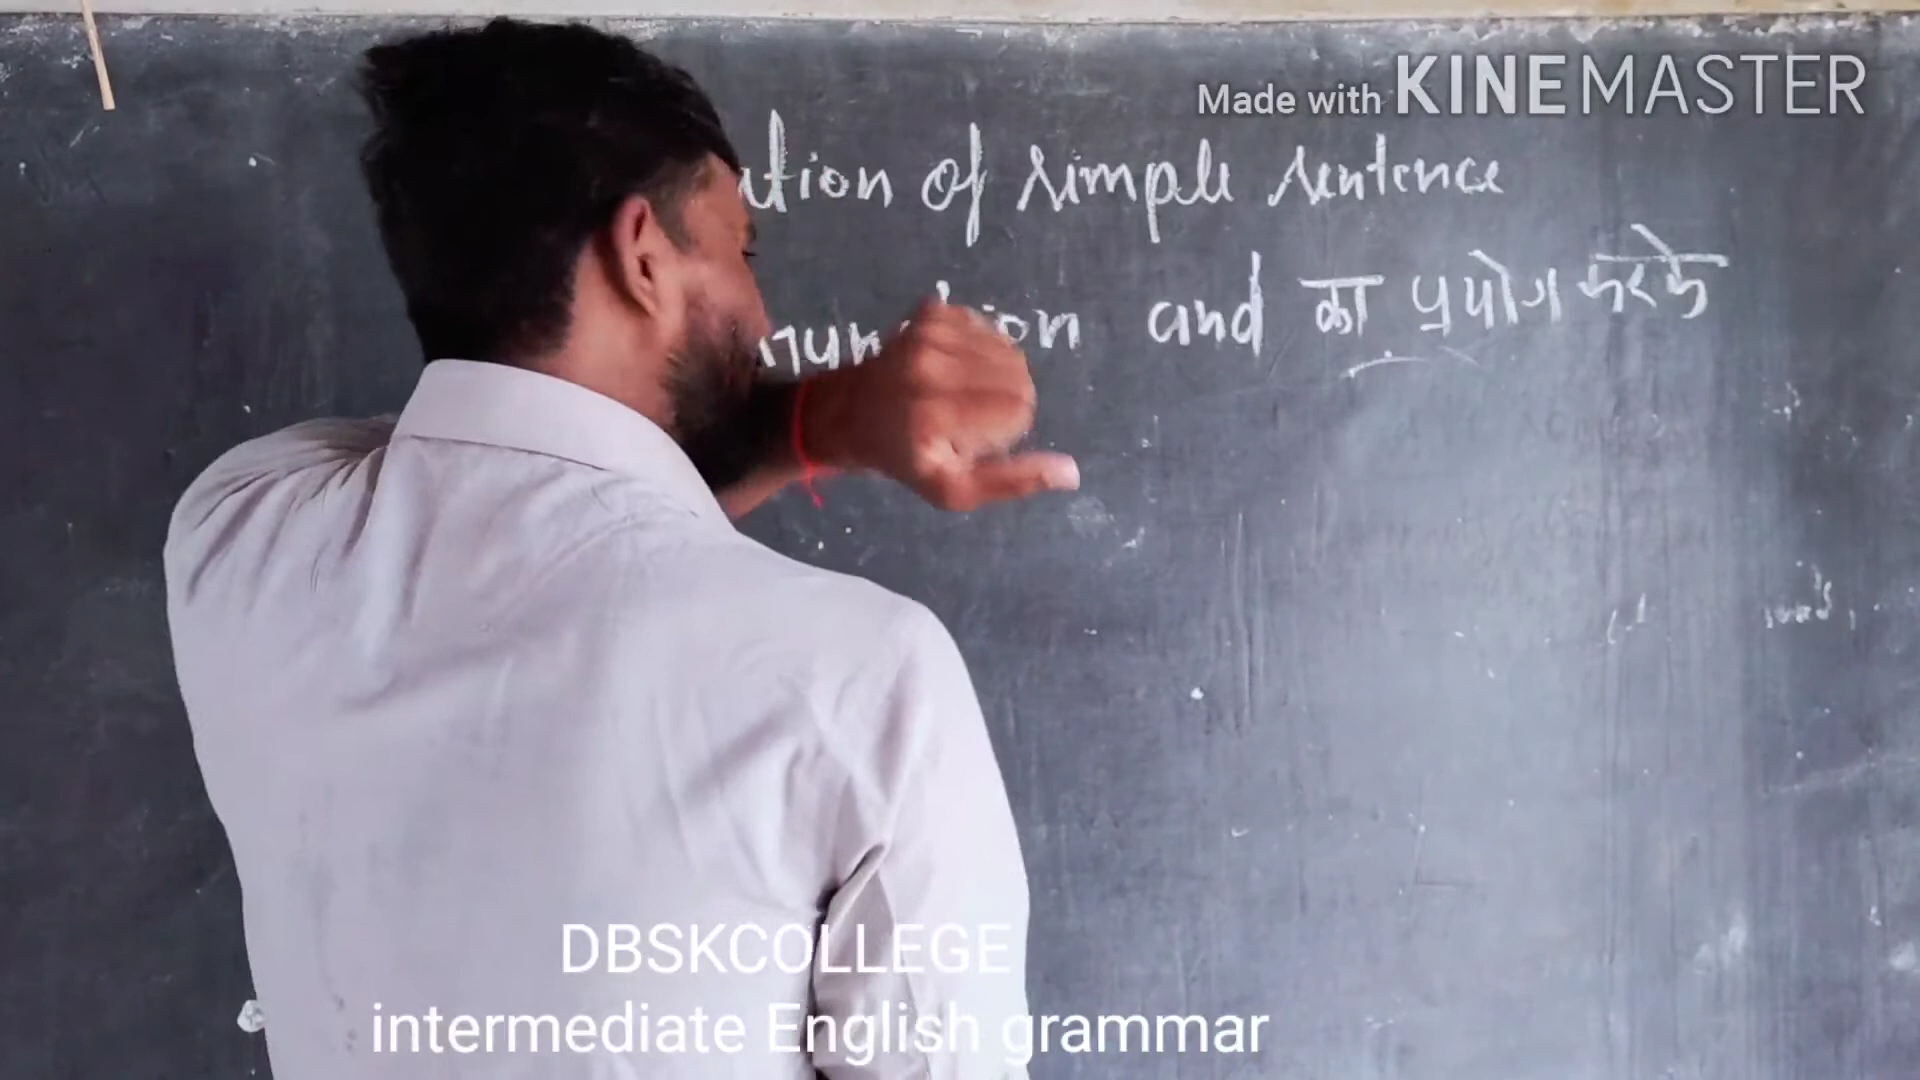 Made with KINEMASTER
ation of simple sentence
and का प्रयोग करके
DBSKCOLLEGE
intermediate English grammar